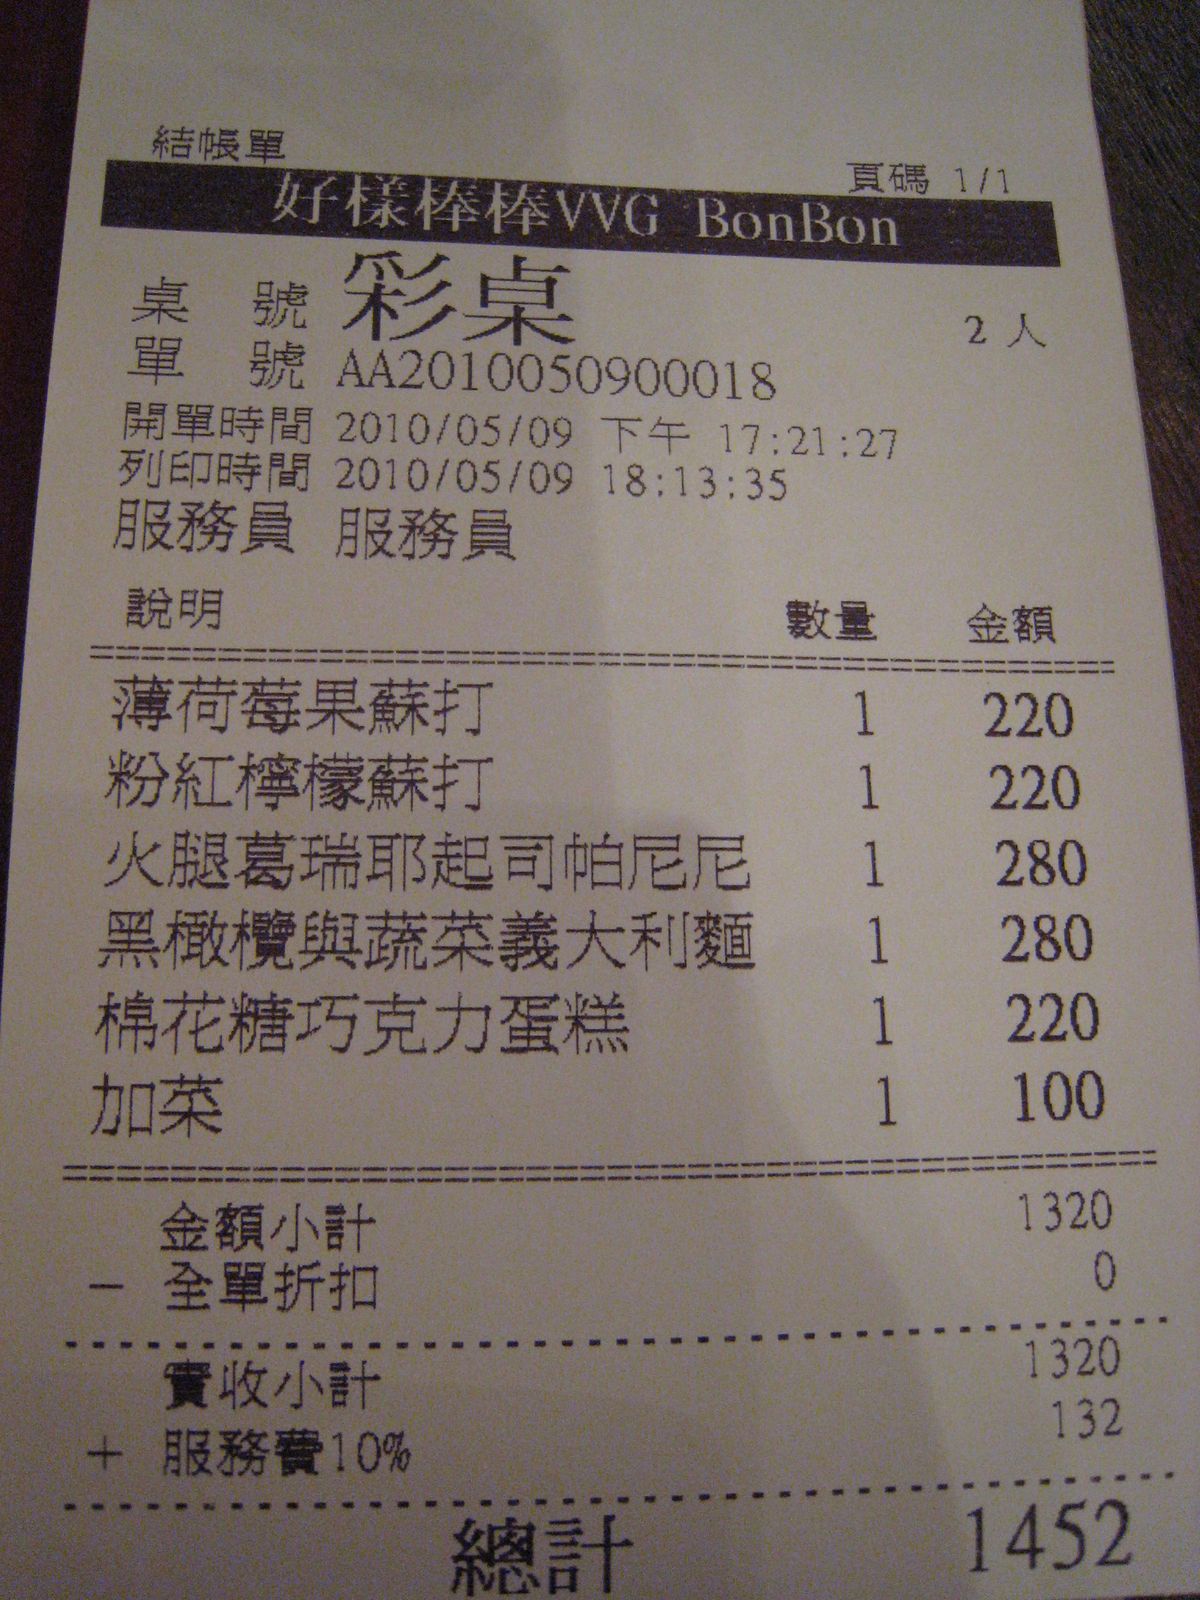 結帳單
頁碼 1/1
好樣棒棒VVG BonBon
桌 號 彩桌 2 人
單 號 AA20100509000​18
開單時間 2010/05/09 下午 17:21:27
列印時間 2010/05/09 18:13:35
服務員 服務員
說明 數量 金額
薄荷莓果蘇打 1 220
粉紅檸檬蘇打 1 220
火腿葛瑞耶起司帕尼尼 1 280
黑橄欖與蔬菜義大利麵 1 280
棉花糖巧克力蛋糕 1 220
加菜 1 100
金額小計 1320
- 全單折扣 0
實收小計 1320
+ 服務費10% 132
總計 1452